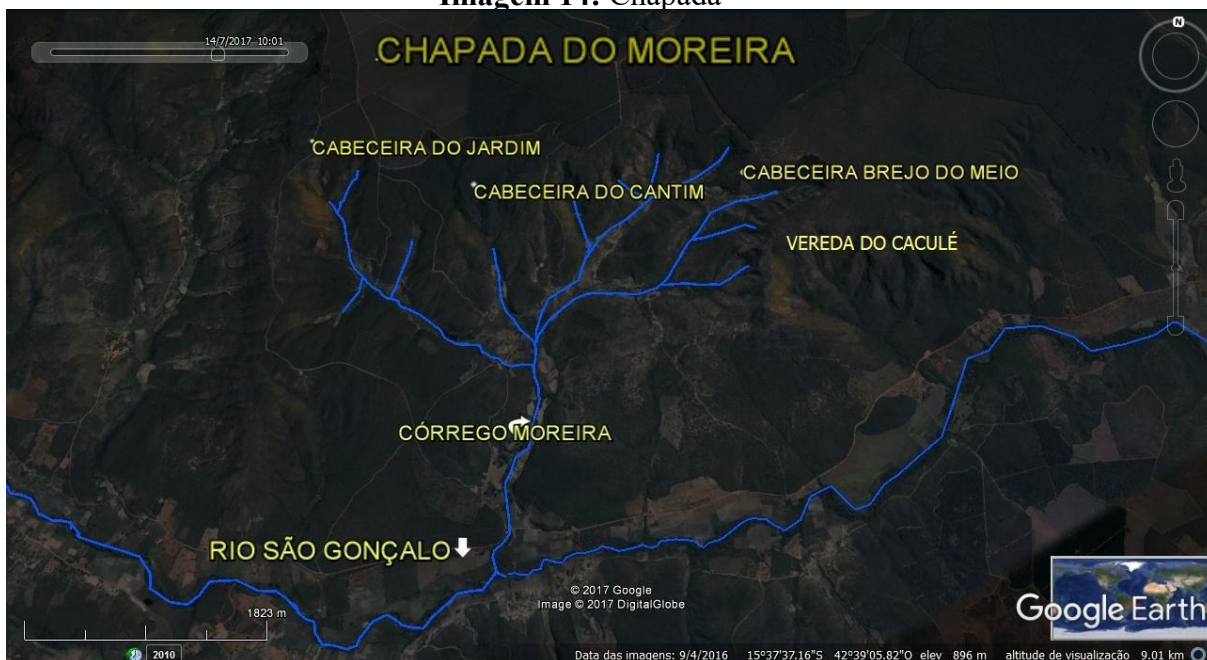 Imagem 14: Chapada
14/7/2017 10:01
CHAPADA DO MOREIRA
N
CABECEIRA DO JARDIM
CABECEIRA BREJO DO MEIO
CABECEIRA DO CANTIM
VEREDA DO CACULÉ
CÓRREGO MOREIRA
RIO SÃO GONÇALO
© 2017 Google
Image © 2017 DigitalGlobe
1823 m
Google Earth
2010
Data das imagens: 9/4/2016 15°37'37.16"S 42°39'05.82"O elev 896 m altitude de visualização 9.01 km